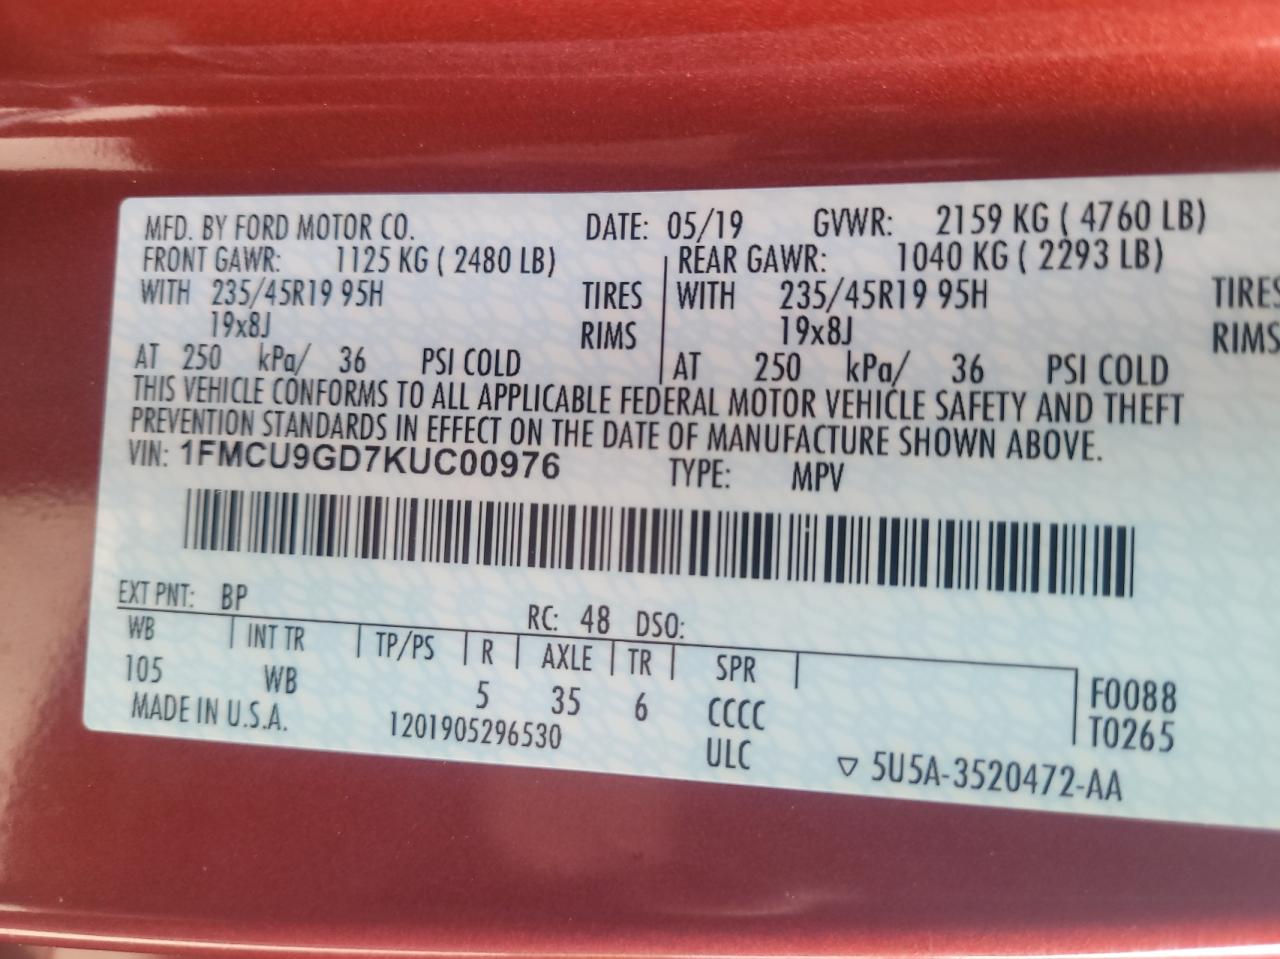 MFD. BY FORD MOTOR CO. DATE: 05/19 GVWR: 2159 KG ( 4760 LB)
FRONT GAWR: 1125 KG ( 2480 LB) REAR GAWR: 1040 KG ( 2293 LB)
WITH 235/45R19 95H TIRES WITH 235/45R19 95H TIRES
19x8J RIMS 19x8J RIMS
AT 250 kPa/ 36 PSI COLD AT 250 kPa/ 36 PSI COLD
THIS VEHICLE CONFORMS TO ALL APPLICABLE FEDERAL MOTOR VEHICLE SAFETY AND THEFT
PREVENTION STANDARDS IN EFFECT ON THE DATE OF MANUFACTURE SHOWN ABOVE.
VIN: 1FMCU9GD7KUC00976 TYPE: MPV
EXT PNT: BP RC: 48 DSO:
WB INT TR TP/PS R AXLE TR SPR
105 WB 5 35 6 CCCC F0088
MADE IN U.S.A. 1201905296530 ULC T0265
5U5A-3520472-AA